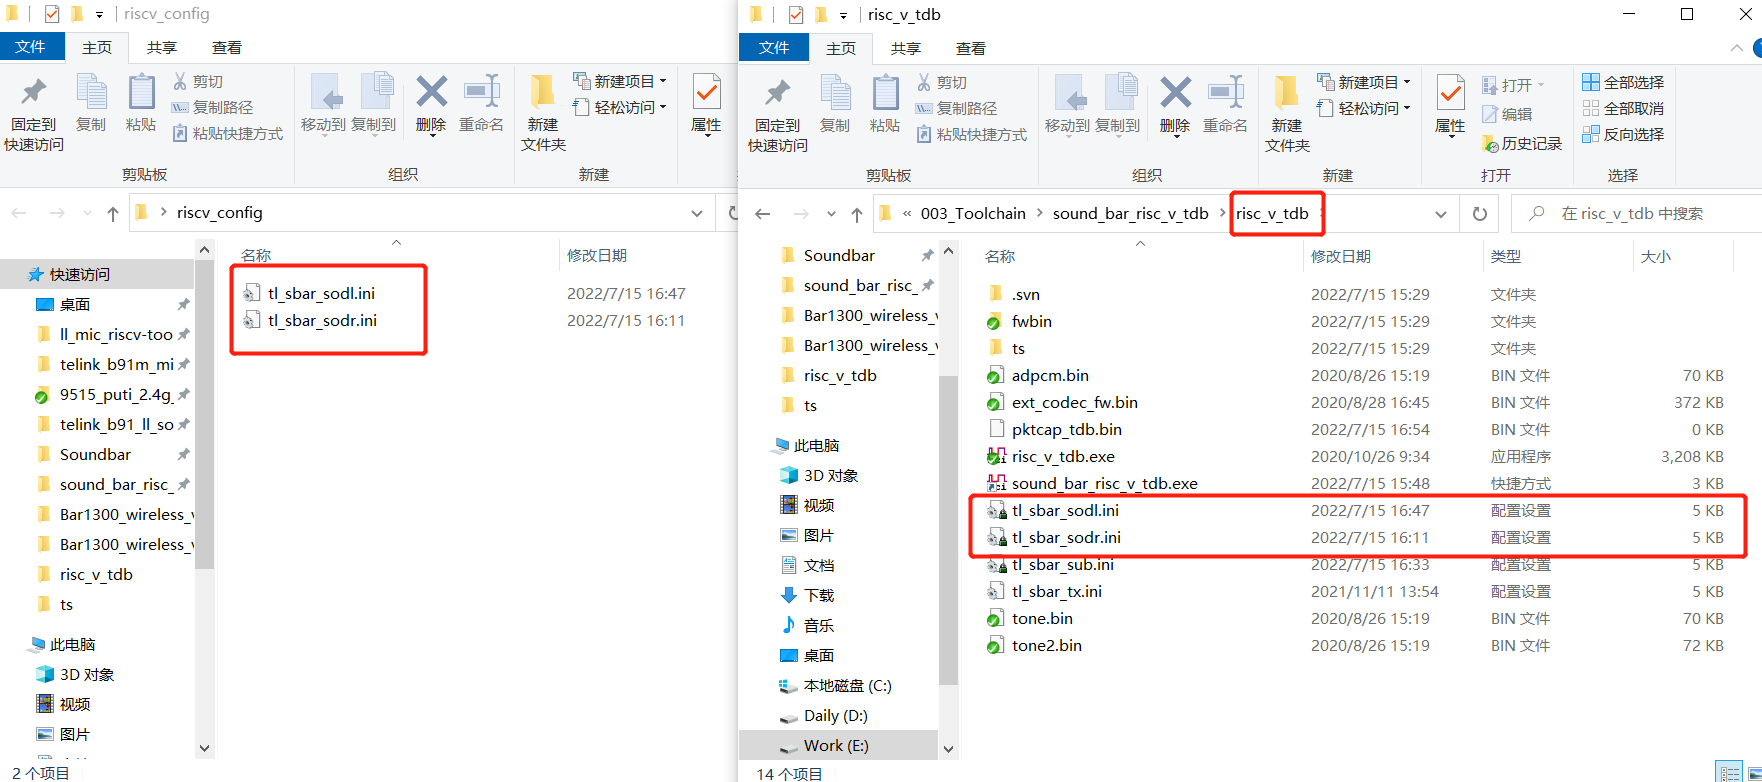 riscv_config
文件
主页
共享
查看
固定到
快速访问
复制
粘贴
剪切
复制路径
粘贴快捷方式
剪贴板
移动到
复制到
删除
重命名
组织
新建
文件夹
新建项目
轻松访问
新建
属性
riscv_config
快速访问
桌面
ll_mic_riscv-too
telink_b91m_mi
9515_puti_2.4g_
telink_b91_ll_so
Soundbar
sound_bar_risc_
Bar1300_wireless_v
Bar1300_wireless_v
risc_v_tdb
ts
此电脑
3D 对象
视频
图片
名称
修改日期
tl_sbar_sodl.ini 2022/7/15 16:47
tl_sbar_sodr.ini 2022/7/15 16:11
2 个项目
risc_v_tdb
文件
主页
共享
查看
固定到
快速访问
复制
粘贴
剪切
复制路径
粘贴快捷方式
剪贴板
移动到
复制到
删除
重命名
组织
新建
文件夹
新建项目
轻松访问
新建
属性
打开
编辑
历史记录
打开
全部选择
全部取消
反向选择
选择
« 003_Toolchain > sound_bar_risc_v_tdb > risc_v_tdb
在 risc_v_tdb 中搜索
Soundbar
sound_bar_risc_
Bar1300_wireless_v
Bar1300_wireless_v
risc_v_tdb
ts
此电脑
3D 对象
视频
图片
文档
下载
音乐
桌面
本地磁盘 (C:)
Daily (D:)
Work (E:)
名称 修改日期 类型 大小
.svn 2022/7/15 15:29 文件夹
fwbin 2022/7/15 15:29 文件夹
ts 2022/7/15 15:29 文件夹
adpcm.bin 2020/8/26 15:19 BIN 文件 70 KB
ext_codec_fw.bin 2020/8/28 16:45 BIN 文件 372 KB
pktcap_tdb.bin 2022/7/15 16:54 BIN 文件 0 KB
risc_v_tdb.exe 2020/10/26 9:34 应用程序 3,208 KB
sound_bar_risc_v_tdb.exe 2022/7/15 15:48 快捷方式 3 KB
tl_sbar_sodl.ini 2022/7/15 16:47 配置设置 5 KB
tl_sbar_sodr.ini 2022/7/15 16:11 配置设置 5 KB
tl_sbar_sub.ini 2022/7/15 16:33 配置设置 5 KB
tl_sbar_tx.ini 2021/11/11 13:54 配置设置 5 KB
tone.bin 2020/8/26 15:19 BIN 文件 70 KB
tone2.bin 2020/8/26 15:19 BIN 文件 72 KB
14 个项目